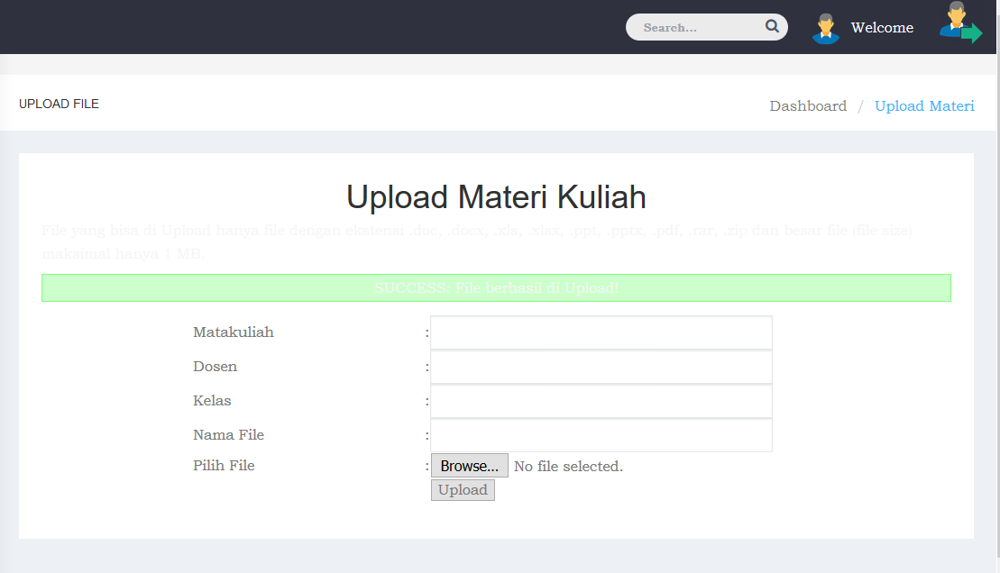 Search...
Welcome
UPLOAD FILE
Dashboard / Upload Materi
Upload Materi Kuliah
File yang bisa di Upload hanya file dengan ekstensi .doc, .docx, .xls, .xlsx, .ppt, .pptx, .pdf, .rar, .zip dan besar file (file size)
maksimal hanya 1 MB.
SUCCESS: File berhasil di Upload!
Matakuliah :
Dosen :
Kelas :
Nama File :
Pilih File : Browse... No file selected.
Upload